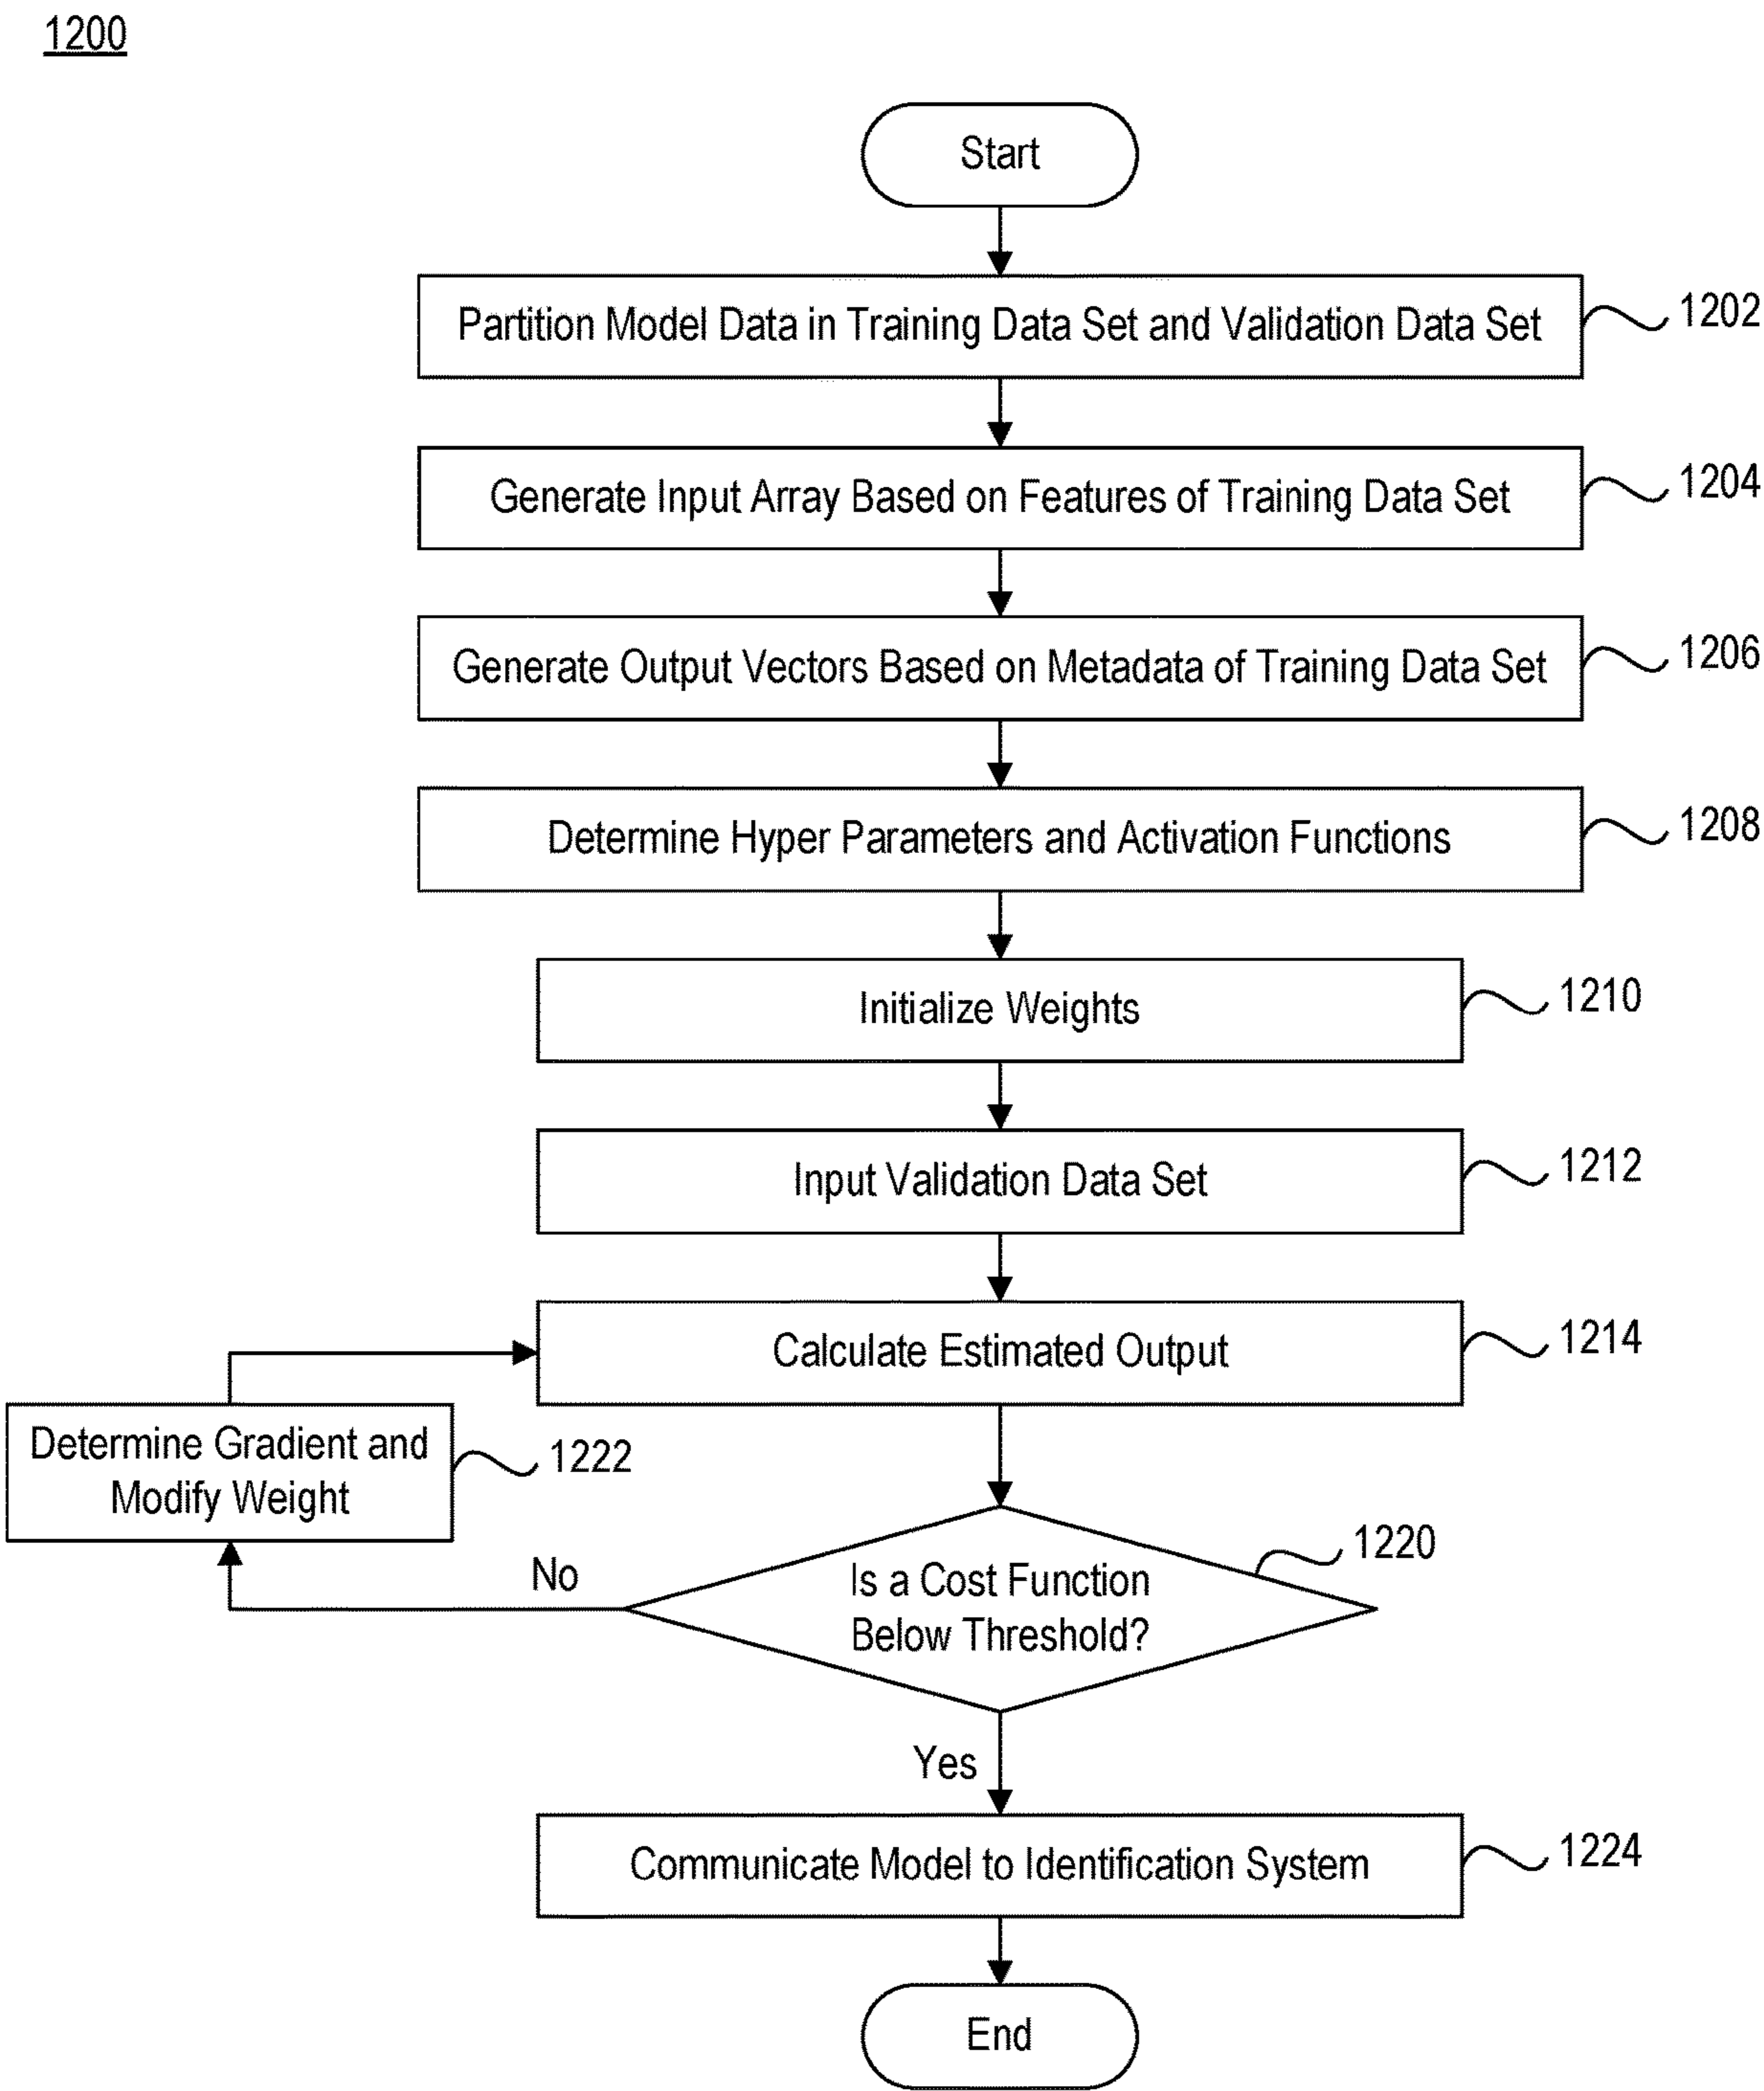 1200
Start
Partition Model Data in Training Data Set and Validation Data Set
1202
Generate Input Array Based on Features of Training Data Set
1204
Generate Output Vectors Based on Metadata of Training Data Set
1206
Determine Hyper Parameters and Activation Functions
1208
Initialize Weights
1210
Input Validation Data Set
1212
Calculate Estimated Output
1214
Determine Gradient and
Modify Weight
1222
No
Is a Cost Function
Below Threshold?
1220
Yes
Communicate Model to Identification System
1224
End